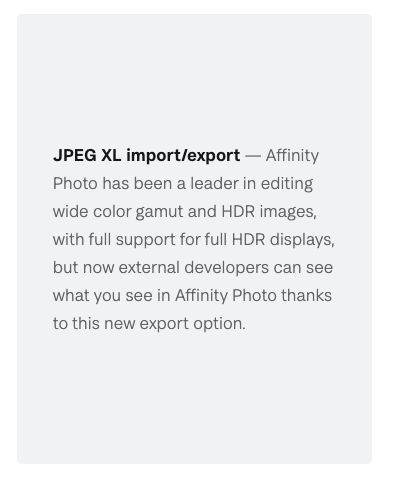 JPEG XL import/export — Affinity
Photo has been a leader in editing
wide color gamut and HDR images,
with full support for full HDR displays,
but now external developers can see
what you see in Affinity Photo thanks
to this new export option.